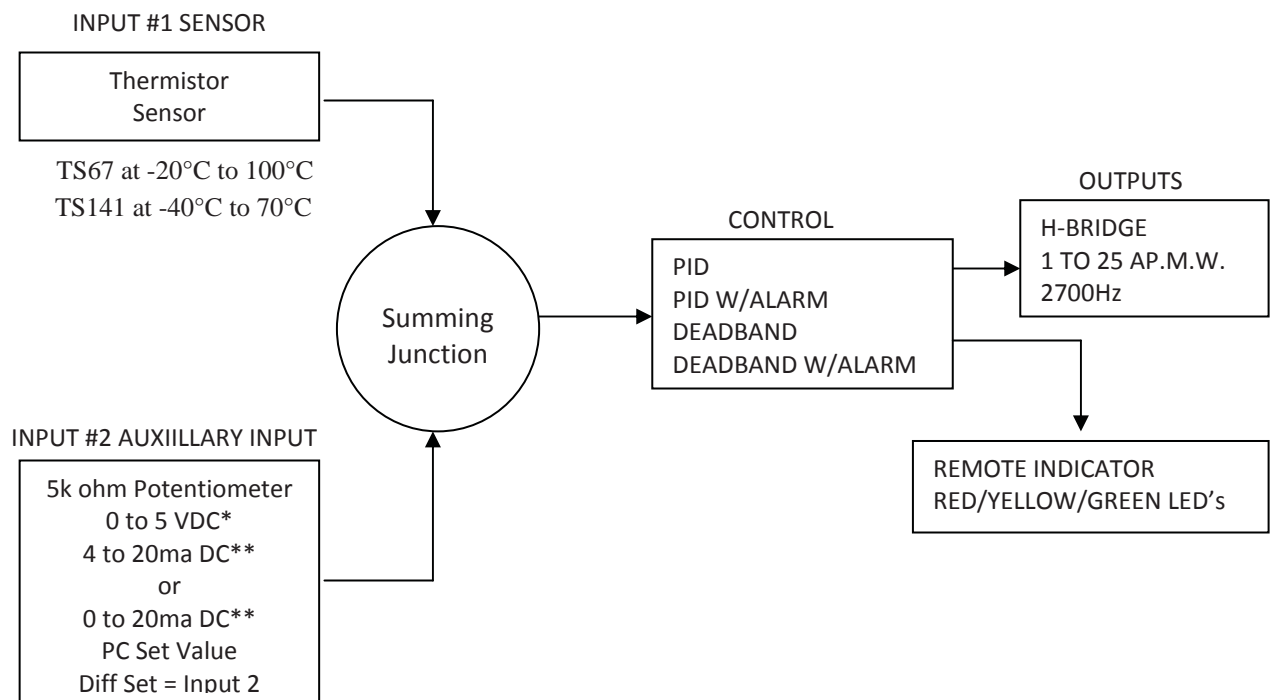 INPUT #1 SENSOR
Thermistor
Sensor
TS67 at -20°C to 100°C
TS141 at -40°C to 70°C
Summing
Junction
INPUT #2 AUXIILLARY INPUT
5k ohm Potentiometer
0 to 5 VDC*
4 to 20ma DC**
or
0 to 20ma DC**
PC Set Value
Diff Set = Input 2
CONTROL
PID
PID W/ALARM
DEADBAND
DEADBAND W/ALARM
OUTPUTS
H-BRIDGE
1 TO 25 AP.M.W.
2700Hz
REMOTE INDICATOR
RED/YELLOW/GREEN LED’s